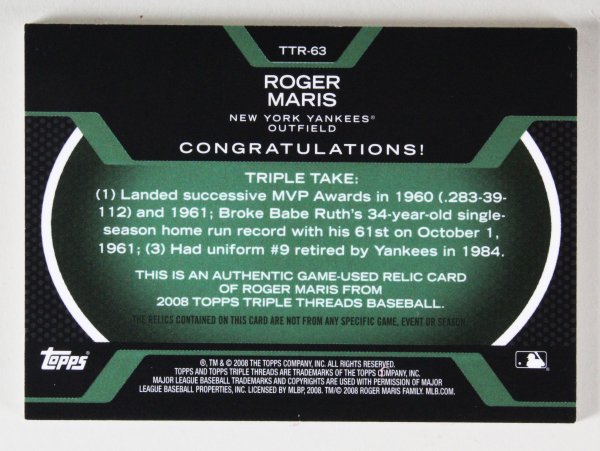 TTR-63
ROGER
MARIS
NEW YORK YANKEES®
OUTFIELD
CONGRATULATIONS!
TRIPLE TAKE:
(1) Landed successive MVP Awards in 1960 (.283-39-
112) and 1961; Broke Babe Ruth's 34-year-old single-
season home run record with his 61st on October 1,
1961; (3) Had uniform #9 retired by Yankees in 1984.
THIS IS AN AUTHENTIC GAME-USED RELIC CARD
OF ROGER MARIS FROM
2008 TOPPS TRIPLE THREADS BASEBALL.
THE RELICS CONTAINED ON THIS CARD ARE NOT FROM ANY SPECIFIC GAME, EVENT OR SEASON.
topps
®, TM & © 2008 THE TOPPS COMPANY, INC. ALL RIGHTS RESERVED.
TOPPS AND TOPPS TRIPLE THREADS ARE TRADEMARKS OF THE TOPPS COMPANY, INC.
MAJOR LEAGUE BASEBALL TRADEMARKS AND COPYRIGHTS ARE USED WITH PERMISSION OF MAJOR
LEAGUE BASEBALL PROPERTIES, INC. LICENSED BY MLBP, 2008. TM/© 2008 ROGER MARIS FAMILY. MLB.COM.